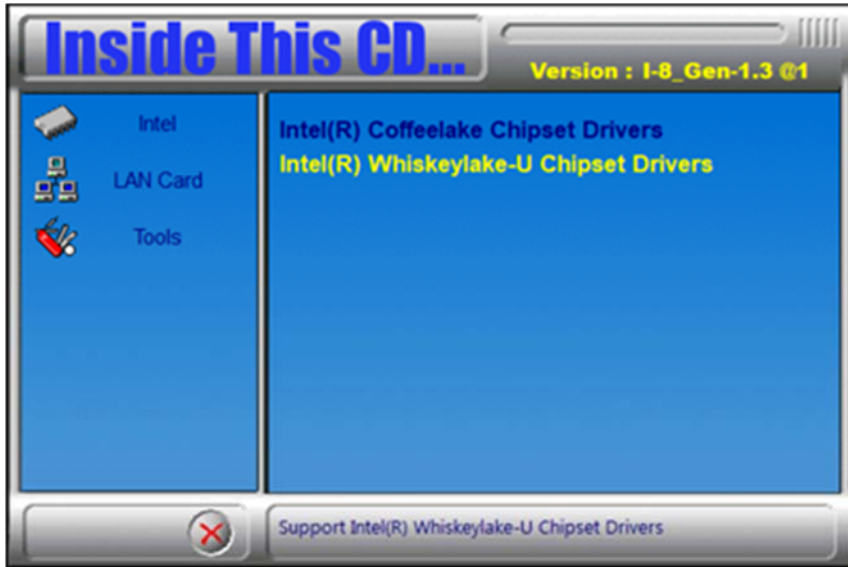 Inside This CD...
Version : I-8_Gen-1.3 @1
Intel
LAN Card
Tools
Intel(R) Coffeelake Chipset Drivers
Intel(R) Whiskeylake-U Chipset Drivers
Support Intel(R) Whiskeylake-U Chipset Drivers